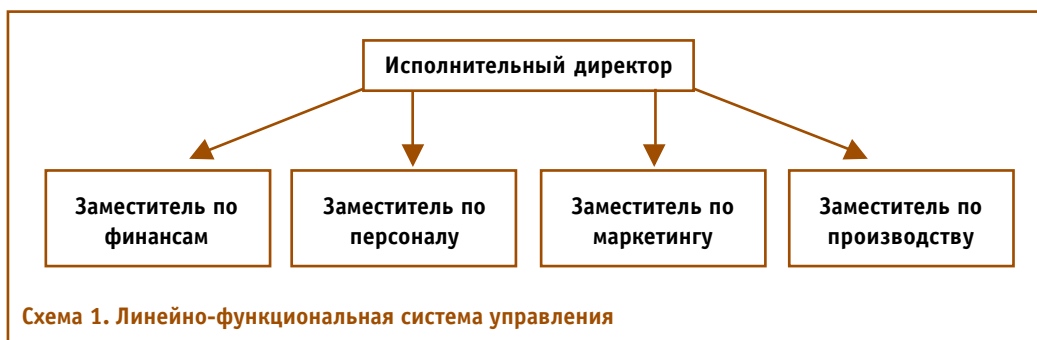 Исполнительный директор
Заместитель по
финансам
Заместитель по
персоналу
Заместитель по
маркетингу
Заместитель по
производству
Схема 1. Линейно-функциональная система управления